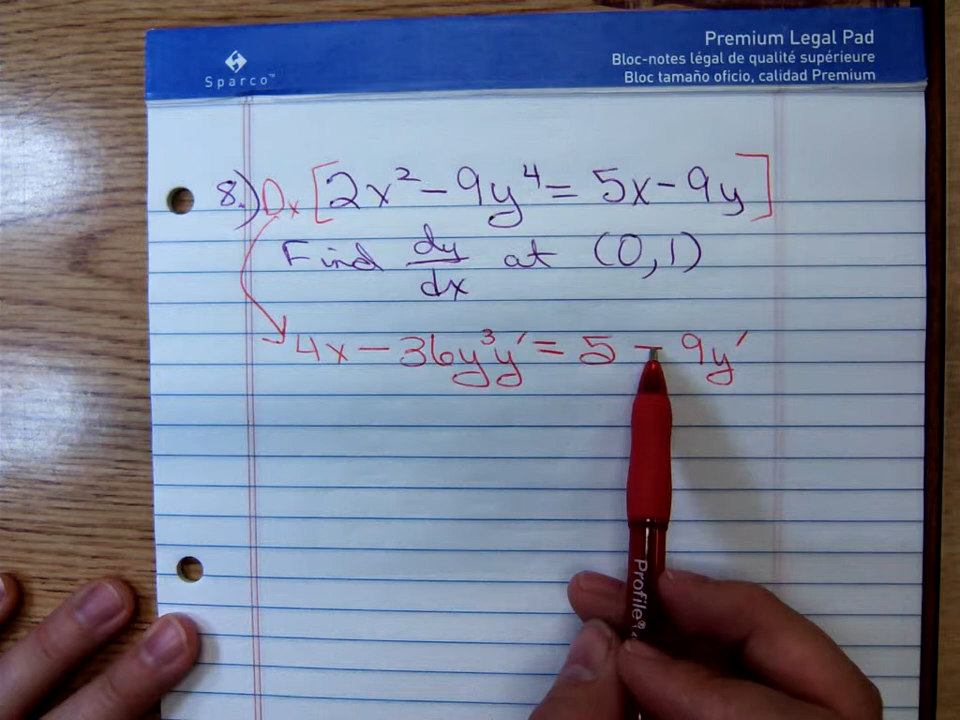 Premium Legal Pad
Bloc-notes légal de qualité supérieure
Bloc tamaño oficio, calidad Premium
Sparco™
8.) Dx [2x² - 9y⁴ = 5x - 9y]
Find dy/dx at (0,1)
4x - 36y³y′ = 5 - 9y′
Profile